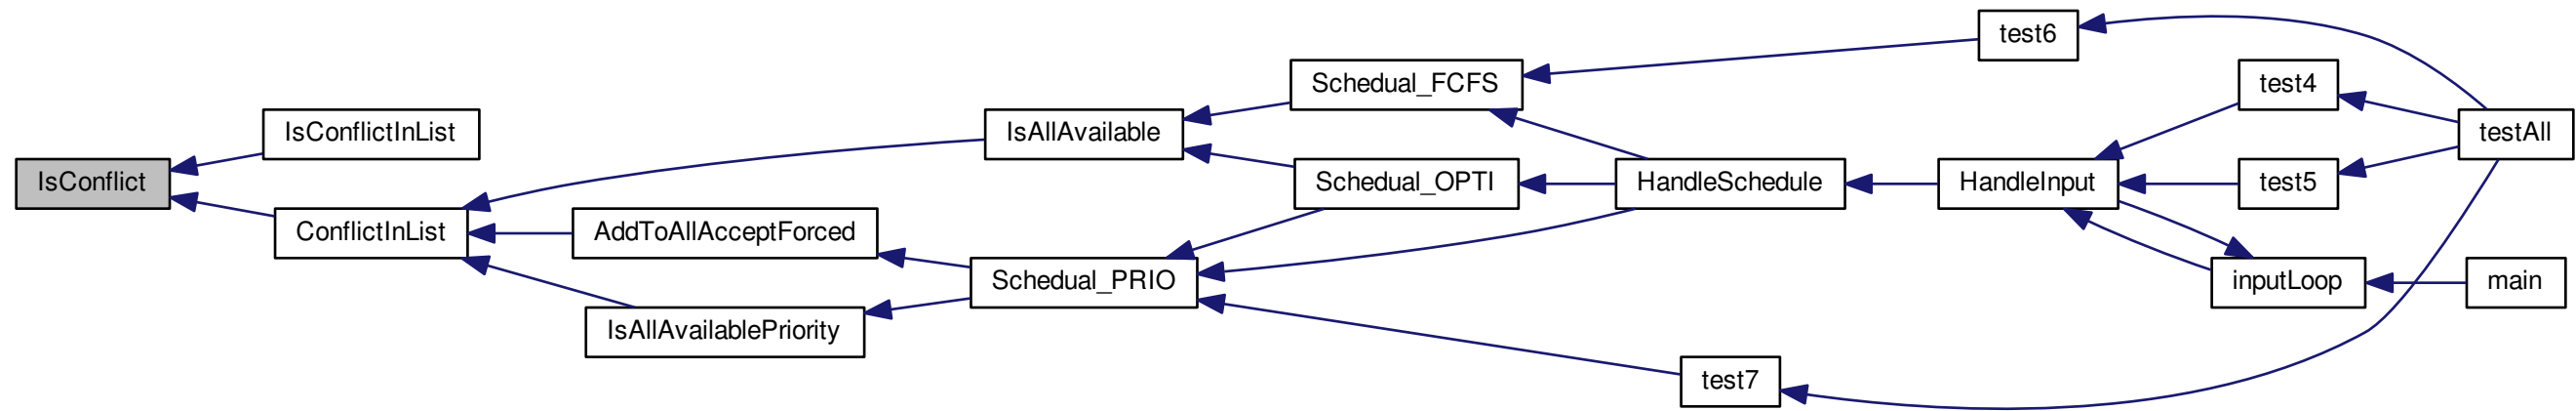 IsConflict
IsConflictInList
ConflictInList
AddToAllAcceptForced
IsAllAvailablePriority
IsAllAvailable
Schedual_PRIO
Schedual_FCFS
Schedual_OPTI
HandleSchedule
test7
test6
HandleInput
test4
test5
inputLoop
testAll
main